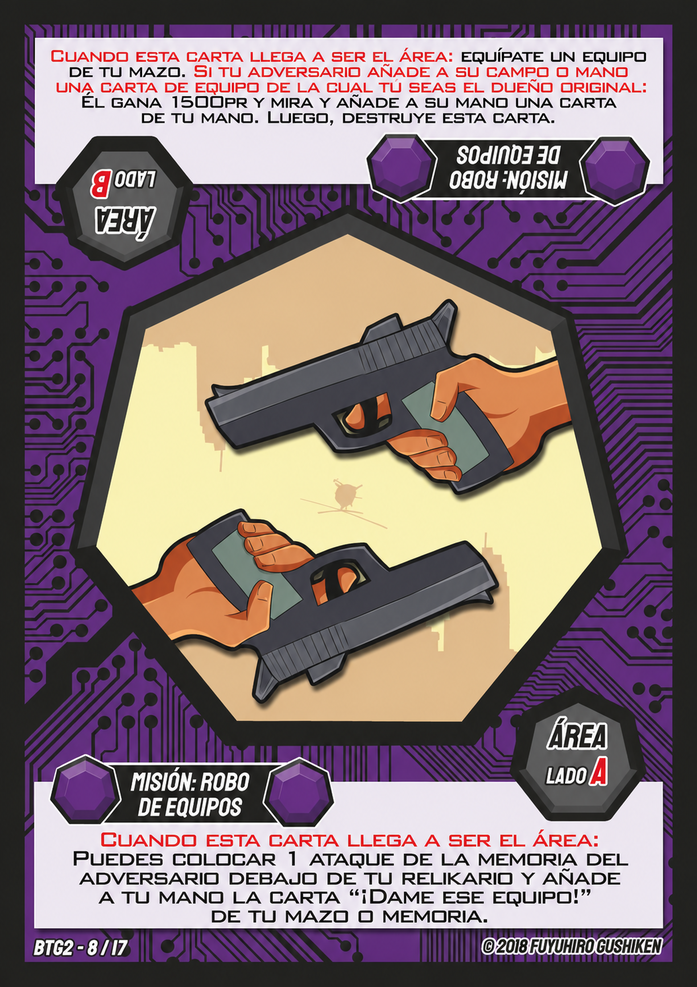 CUANDO ESTA CARTA LLEGA A SER EL ÁREA: EQUÍPATE UN EQUIPO
DE TU MAZO. SI TU ADVERSARIO AÑADE A SU CAMPO O MANO
UNA CARTA DE EQUIPO DE LA CUAL TÚ SEAS EL DUEÑO ORIGINAL:
ÉL GANA 1500PR Y MIRA Y AÑADE A SU MANO UNA CARTA
DE TU MANO. LUEGO, DESTRUYE ESTA CARTA.
MISIÓN: ROBO
DE EQUIPOS
ÁREA
LADO B
ÁREA
LADO A
MISIÓN: ROBO
DE EQUIPOS
CUANDO ESTA CARTA LLEGA A SER EL ÁREA:
PUEDES COLOCAR 1 ATAQUE DE LA MEMORIA DEL
ADVERSARIO DEBAJO DE TU RELIKARIO Y AÑADE
A TU MANO LA CARTA “¡DAME ESE EQUIPO!”
DE TU MAZO O MEMORIA.
BTG2 - 8 / 17
© 2018 FUYUHIRO GUSHIKEN